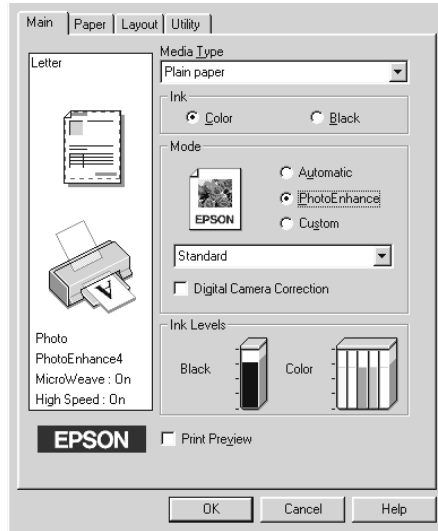 Main
Paper
Layout
Utility
Letter
Media Type
Plain paper
Ink
Color
Black
Mode
EPSON
Automatic
PhotoEnhance
Custom
Standard
Digital Camera Correction
A
Photo
PhotoEnhance4
MicroWeave : On
High Speed : On
Ink Levels
Black
Color
EPSON
Print Preview
OK
Cancel
Help